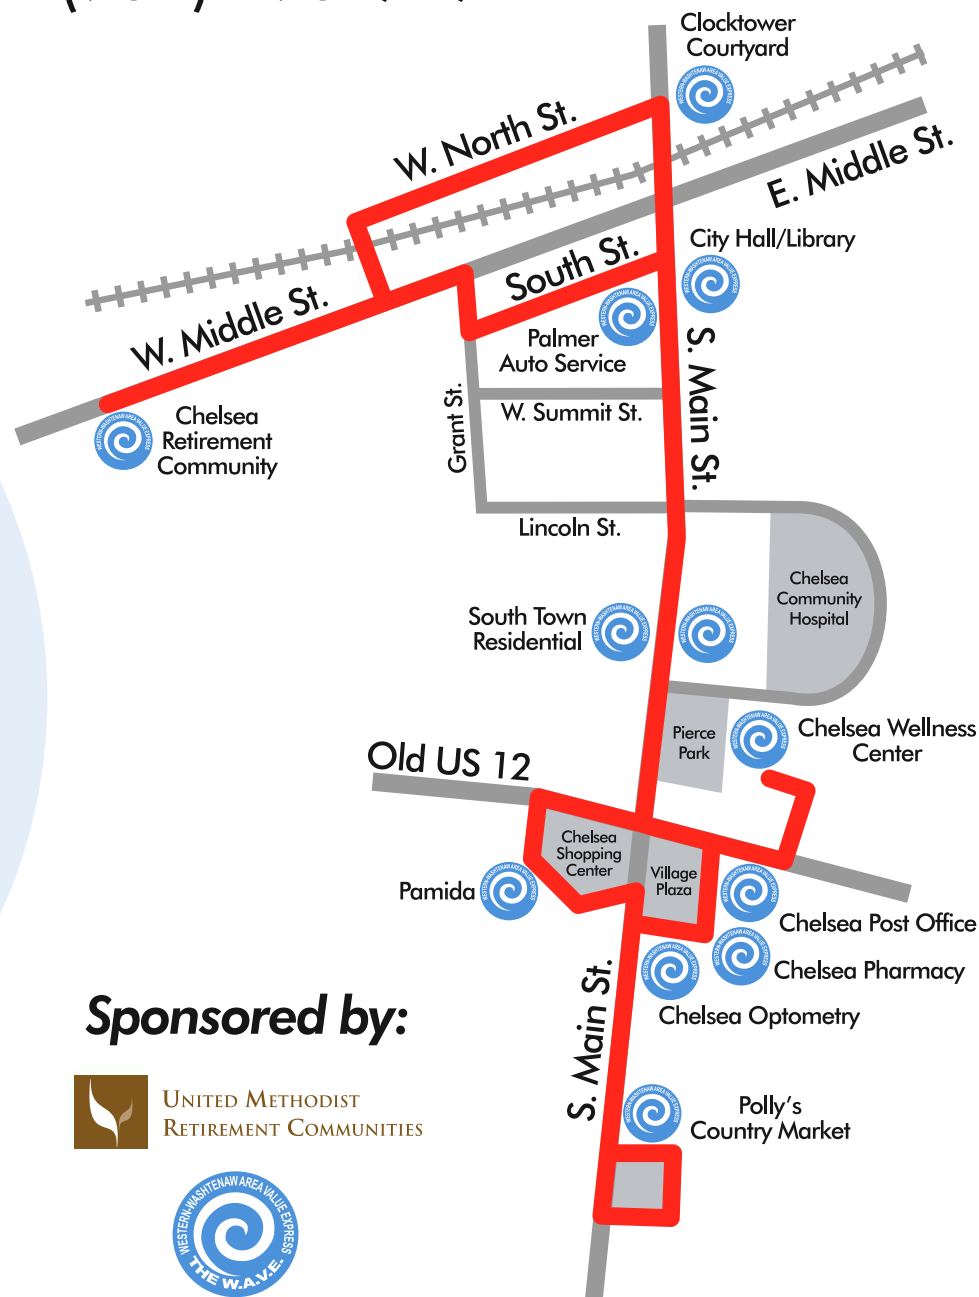 Clocktower
Courtyard
W. North St.
E. Middle St.
City Hall/Library
South St.
W. Middle St.
Palmer
Auto Service
S. Main St.
W. Summit St.
Grant St.
Chelsea
Retirement
Community
Lincoln St.
Chelsea
Community
Hospital
South Town
Residential
Pierce
Park
Chelsea Wellness
Center
Old US 12
Chelsea
Shopping
Center
Village
Plaza
Pamida
Chelsea Post Office
Chelsea Pharmacy
Chelsea Optometry
S. Main St.
Sponsored by:
UNITED METHODIST
RETIREMENT COMMUNITIES
Polly's
Country Market
WESTERN-WASHTENAW AREA VALUE EXPRESS
THE W.A.V.E.